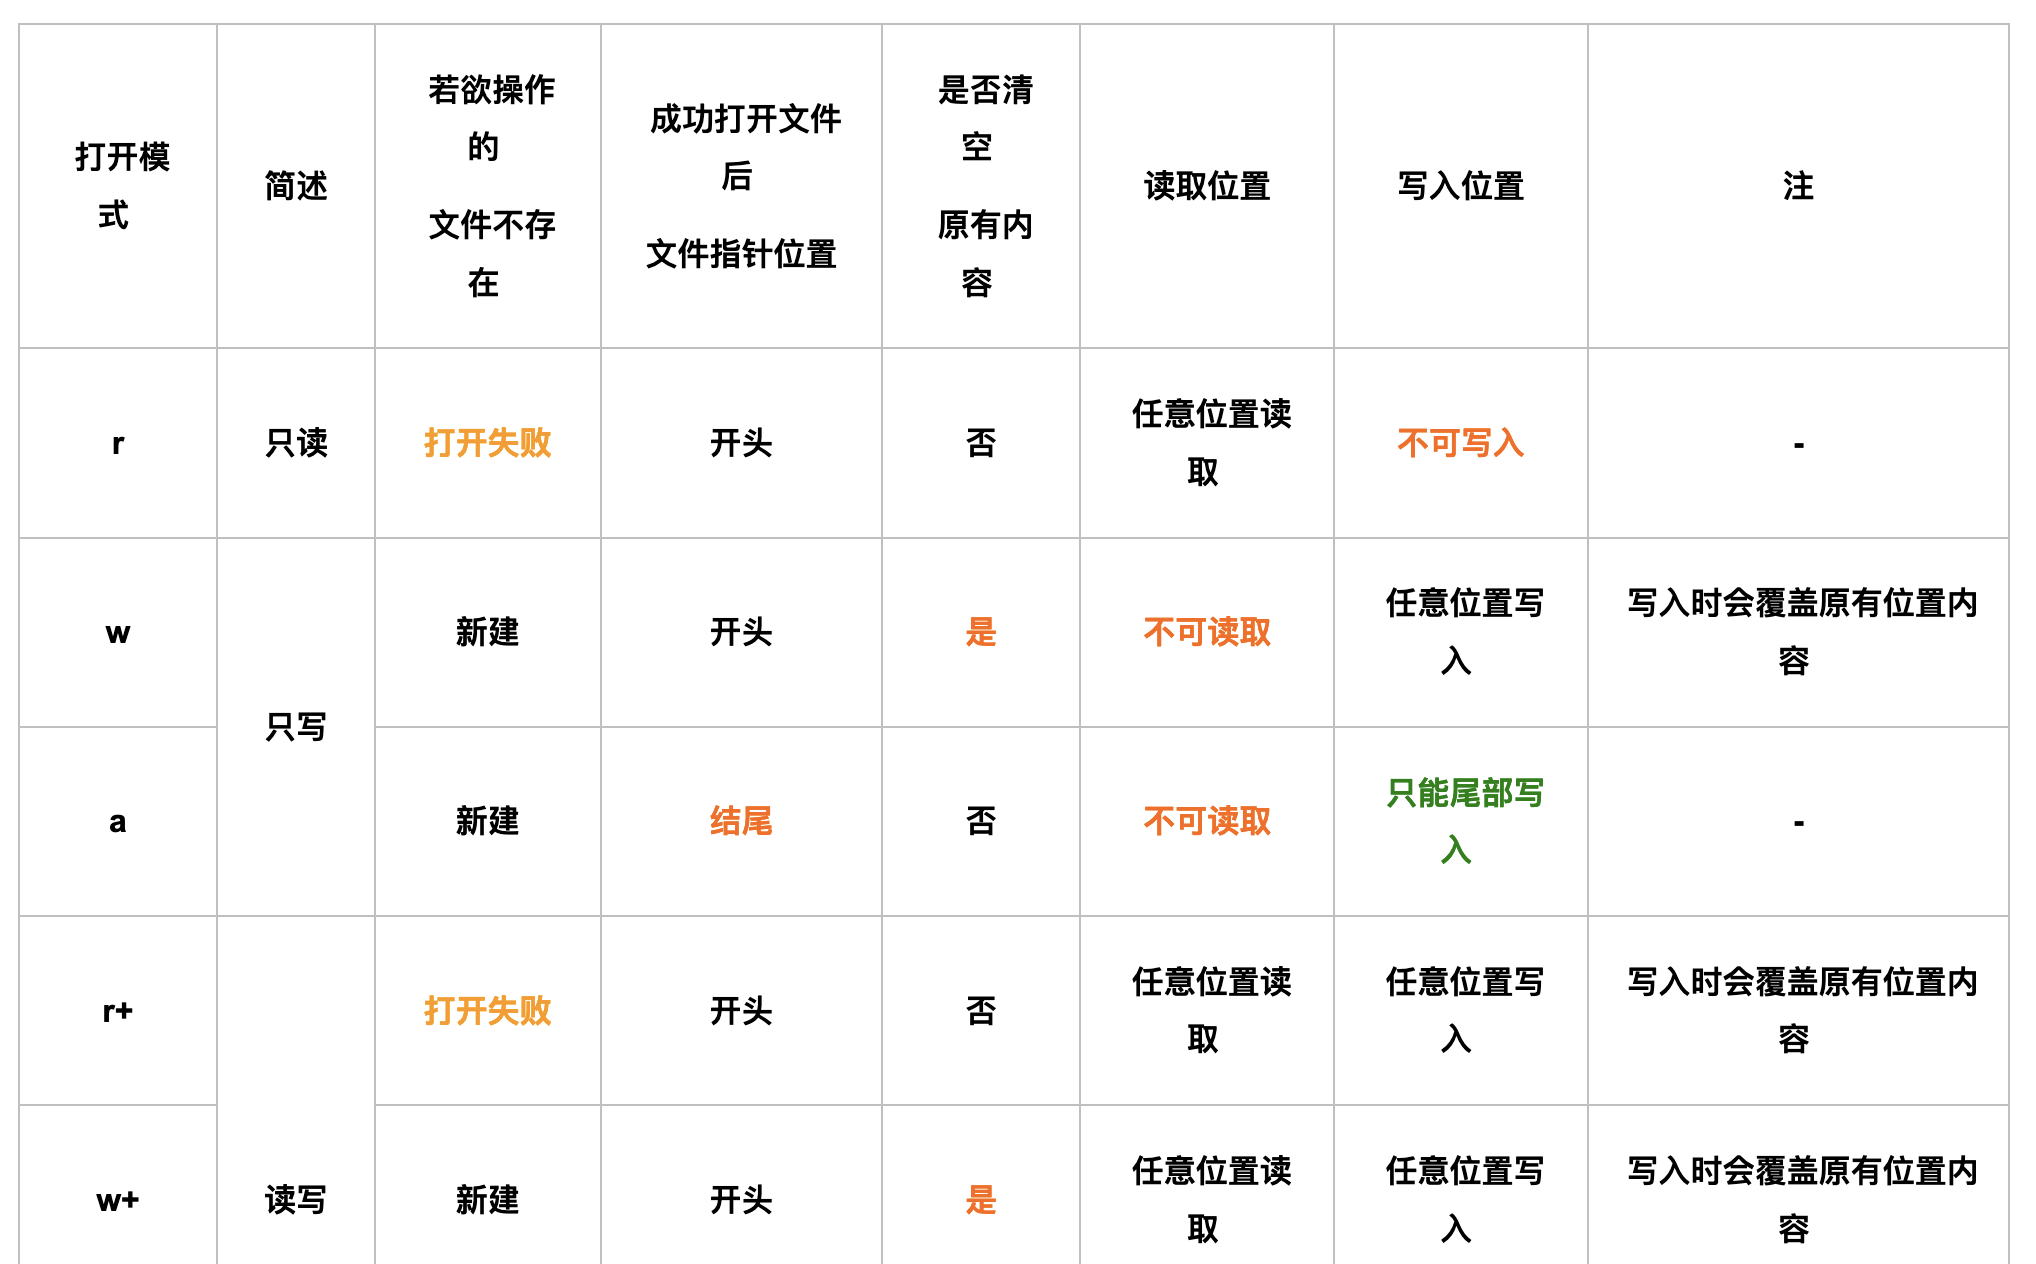 打开模
式
简述
若欲操作
的
文件不存
在
成功打开文件
后
文件指针位置
是否清
空
原有内
容
读取位置
写入位置
注
r
只读
打开失败
开头
否
任意位置读
取
不可写入
-
w
只写
新建
开头
是
不可读取
任意位置写
入
写入时会覆盖原有位置内
容
a
新建
结尾
否
不可读取
只能尾部写
入
-
r+
读写
打开失败
开头
否
任意位置读
取
任意位置写
入
写入时会覆盖原有位置内
容
w+
新建
开头
是
任意位置读
取
任意位置写
入
写入时会覆盖原有位置内
容